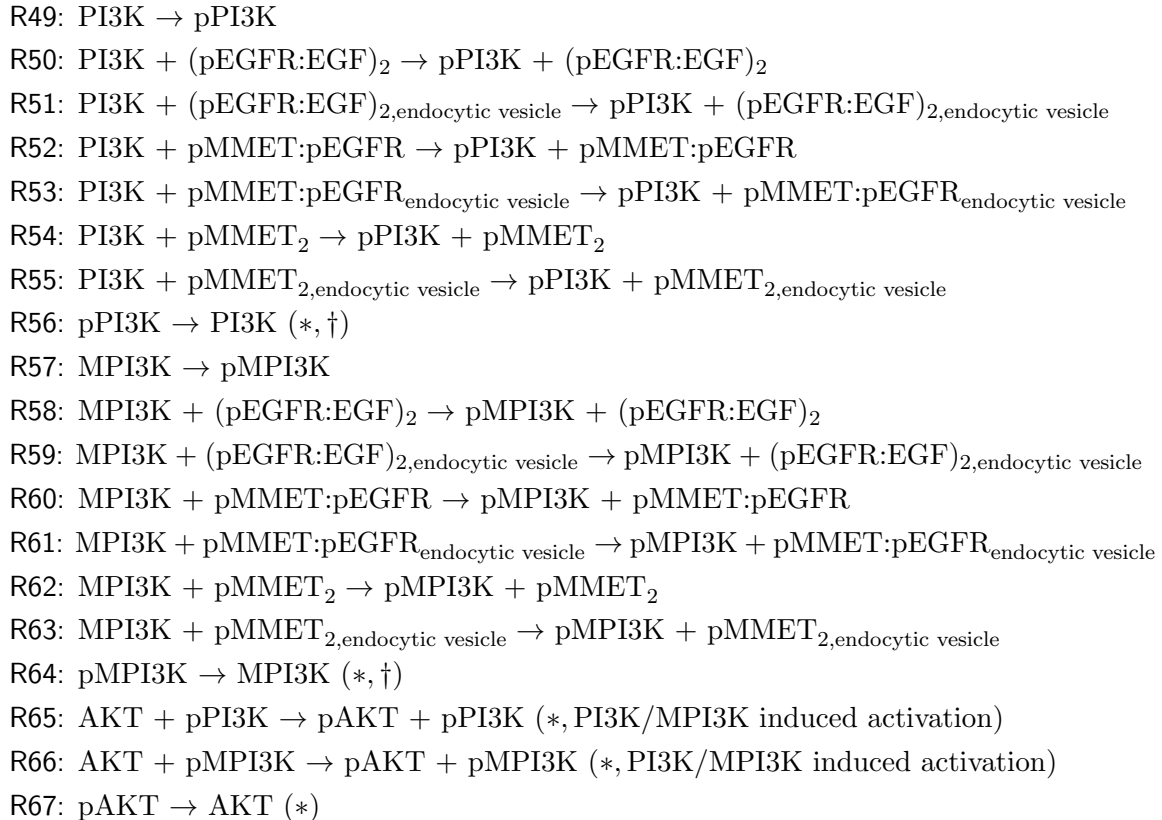 R49: PI3K → pPI3K
R50: PI3K + (pEGFR:EGF)₂ → pPI3K + (pEGFR:EGF)₂
R51: PI3K + (pEGFR:EGF)₂,endocytic vesicle → pPI3K + (pEGFR:EGF)₂,endocytic vesicle
R52: PI3K + pMMET:pEGFR → pPI3K + pMMET:pEGFR
R53: PI3K + pMMET:pEGFRendocytic vesicle → pPI3K + pMMET:pEGFRendocytic vesicle
R54: PI3K + pMMET₂ → pPI3K + pMMET₂
R55: PI3K + pMMET₂,endocytic vesicle → pPI3K + pMMET₂,endocytic vesicle
R56: pPI3K → PI3K (∗, †)
R57: MPI3K → pMPI3K
R58: MPI3K + (pEGFR:EGF)₂ → pMPI3K + (pEGFR:EGF)₂
R59: MPI3K + (pEGFR:EGF)₂,endocytic vesicle → pMPI3K + (pEGFR:EGF)₂,endocytic vesicle
R60: MPI3K + pMMET:pEGFR → pMPI3K + pMMET:pEGFR
R61: MPI3K + pMMET:pEGFRendocytic vesicle → pMPI3K + pMMET:pEGFRendocytic vesicle
R62: MPI3K + pMMET₂ → pMPI3K + pMMET₂
R63: MPI3K + pMMET₂,endocytic vesicle → pMPI3K + pMMET₂,endocytic vesicle
R64: pMPI3K → MPI3K (∗, †)
R65: AKT + pPI3K → pAKT + pPI3K (∗, PI3K/MPI3K induced activation)
R66: AKT + pMPI3K → pAKT + pMPI3K (∗, PI3K/MPI3K induced activation)
R67: pAKT → AKT (∗)